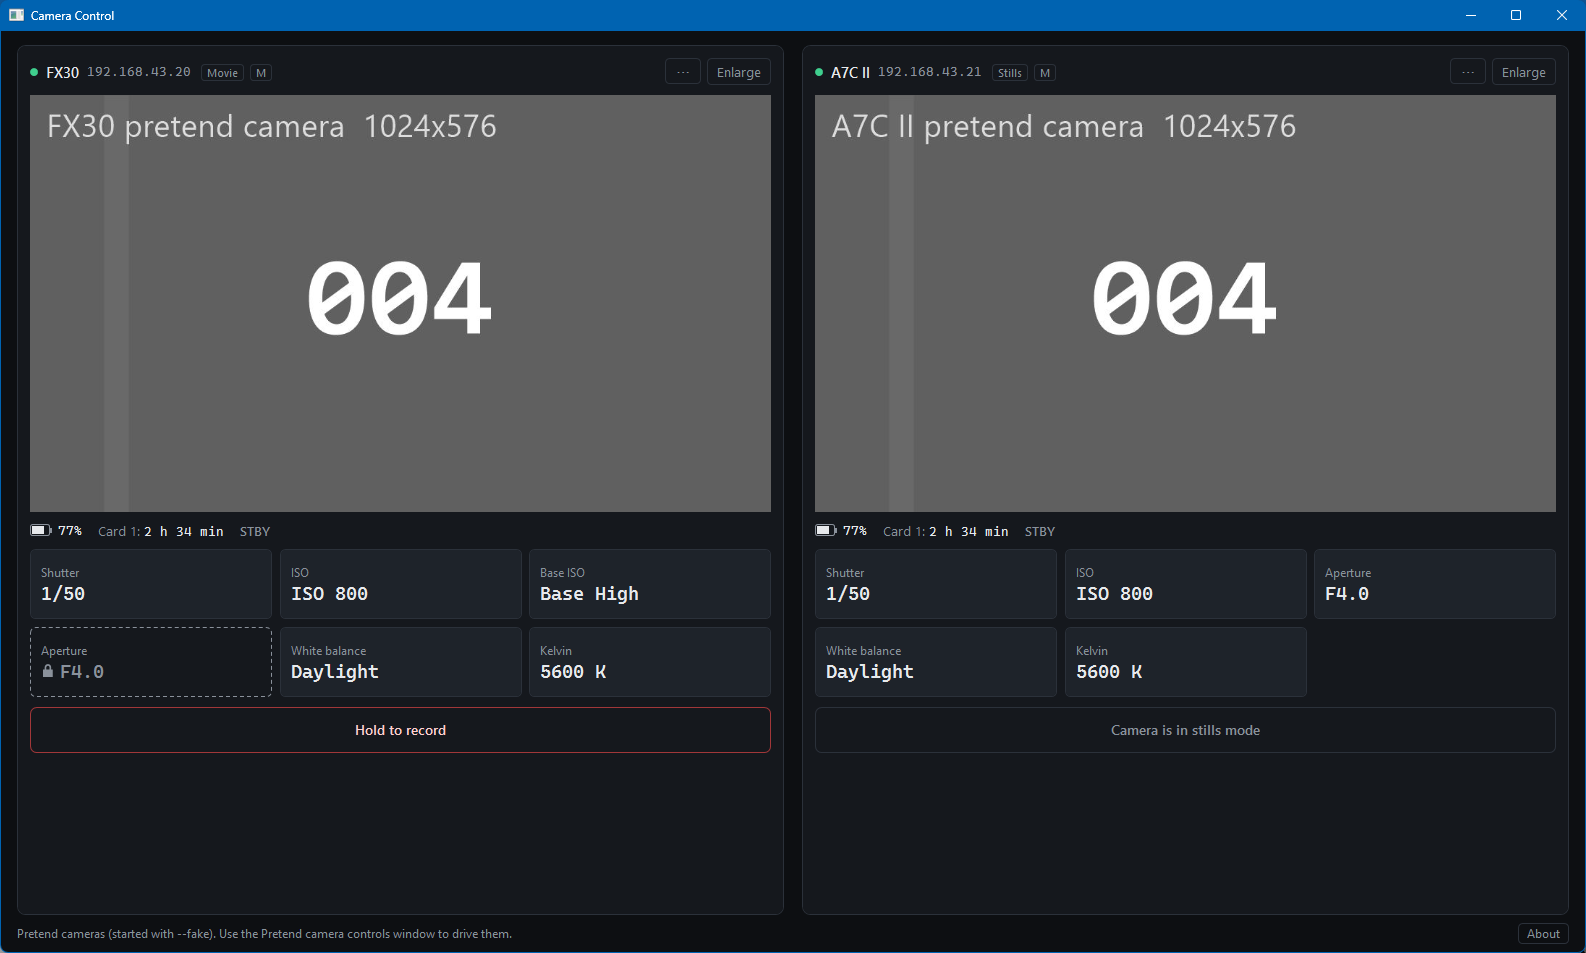 Camera Control
FX30 192.168.43.20 Movie M ... Enlarge
FX30 pretend camera 1024x576
004
77% Card 1: 2 h 34 min STBY
Shutter
1/50
ISO
ISO 800
Base ISO
Base High
Aperture
F4.0
White balance
Daylight
Kelvin
5600 K
Hold to record
A7C II 192.168.43.21 Stills M ... Enlarge
A7C II pretend camera 1024x576
004
77% Card 1: 2 h 34 min STBY
Shutter
1/50
ISO
ISO 800
Aperture
F4.0
White balance
Daylight
Kelvin
5600 K
Camera is in stills mode
Pretend cameras (started with --fake). Use the Pretend camera controls window to drive them.
About